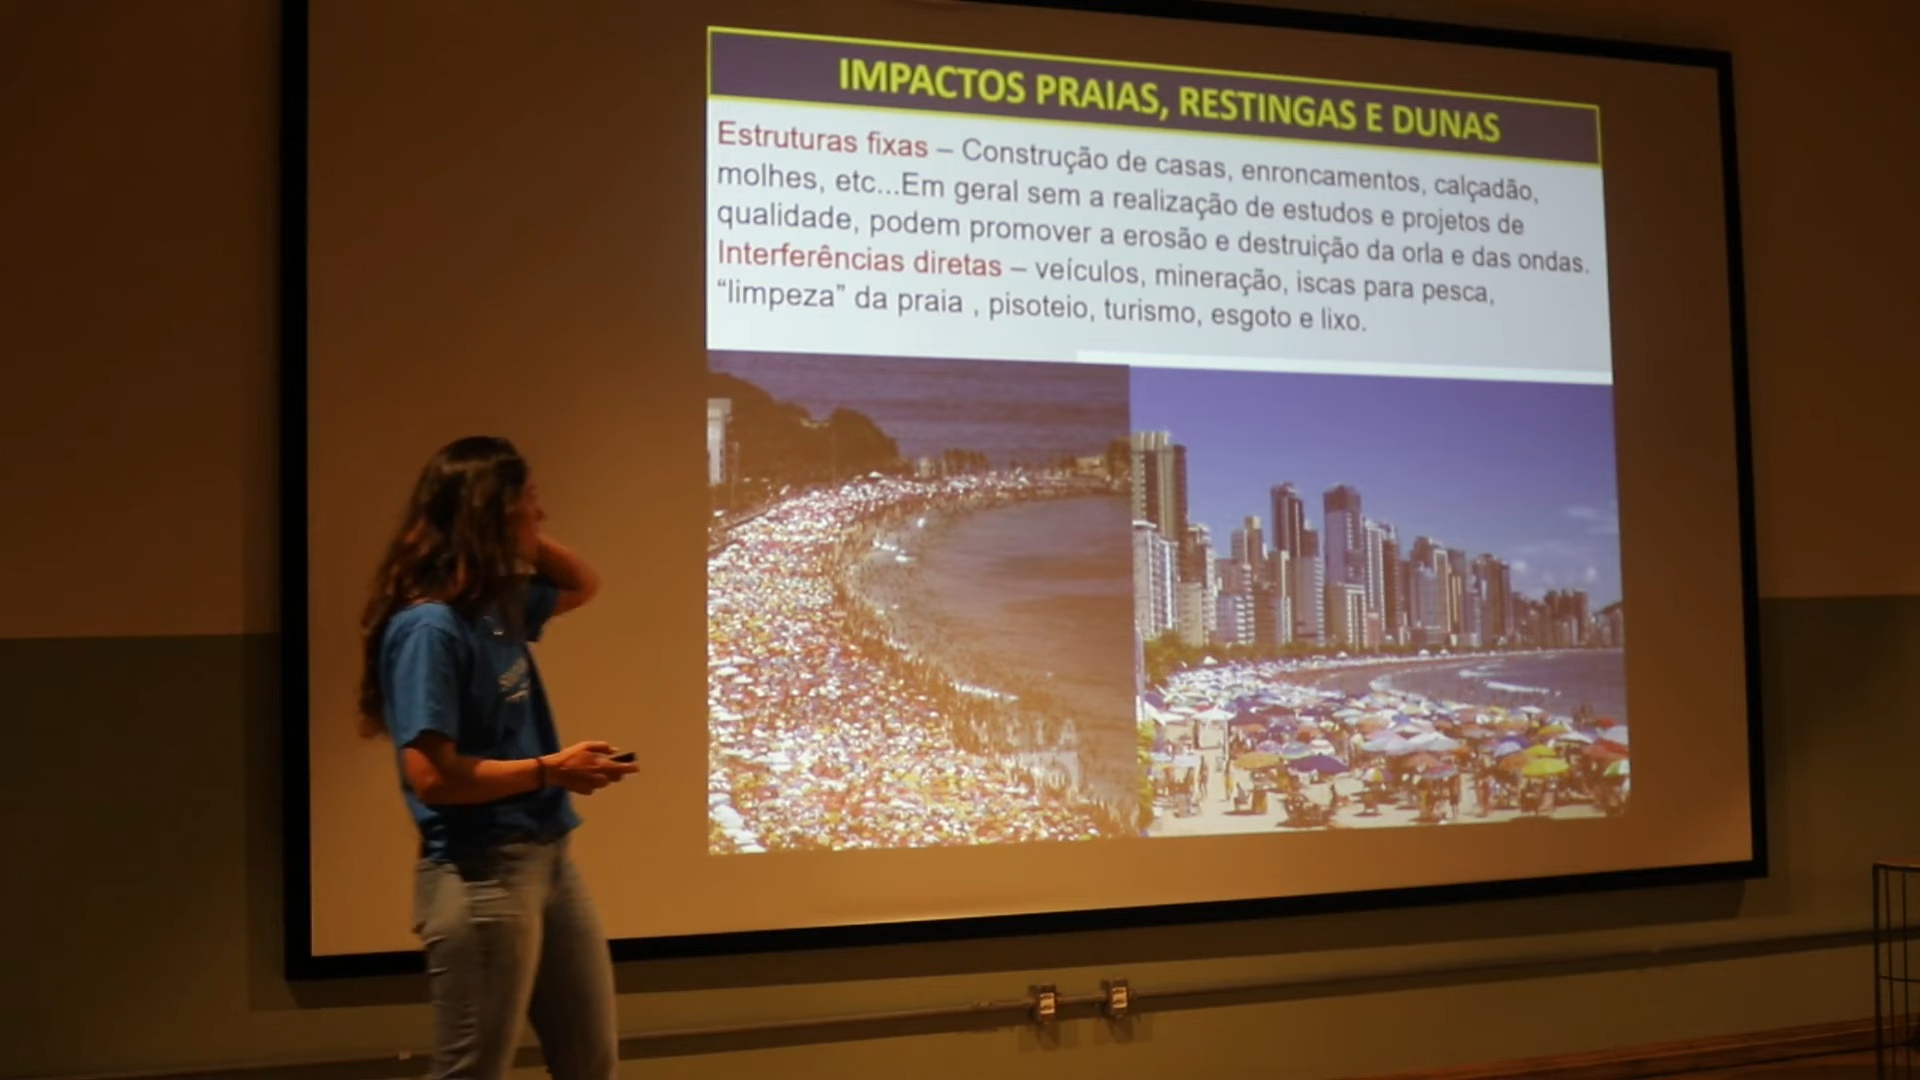 IMPACTOS PRAIAS, RESTINGAS E DUNAS
Estruturas fixas – Construção de casas, enroncamentos, calçadão,
molhes, etc...Em geral sem a realização de estudos e projetos de
qualidade, podem promover a erosão e destruição da orla e das ondas.
Interferências diretas – veículos, mineração, iscas para pesca,
“limpeza” da praia , pisoteio, turismo, esgoto e lixo.